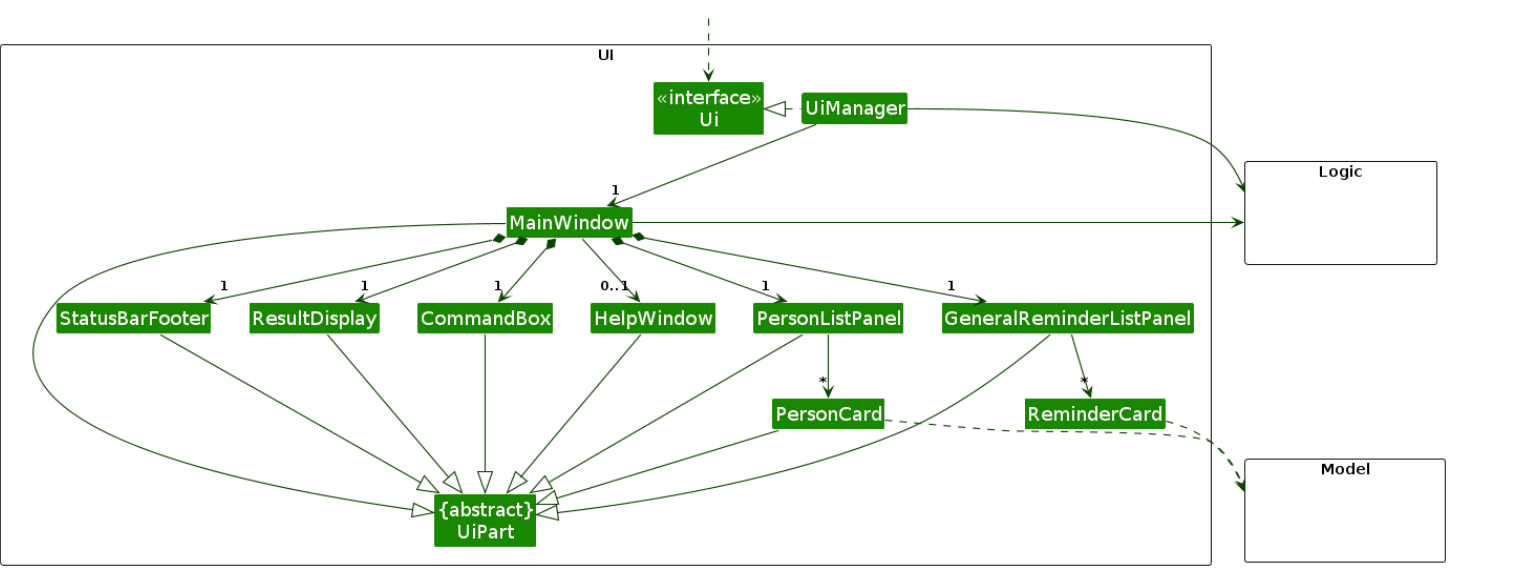 UI
«interface»
Ui
UiManager
Logic
1
MainWindow
1
1
1
0..1
1
1
StatusBarFooter
ResultDisplay
CommandBox
HelpWindow
PersonListPanel
GeneralReminderListPanel
*
*
PersonCard
ReminderCard
Model
{abstract}
UiPart